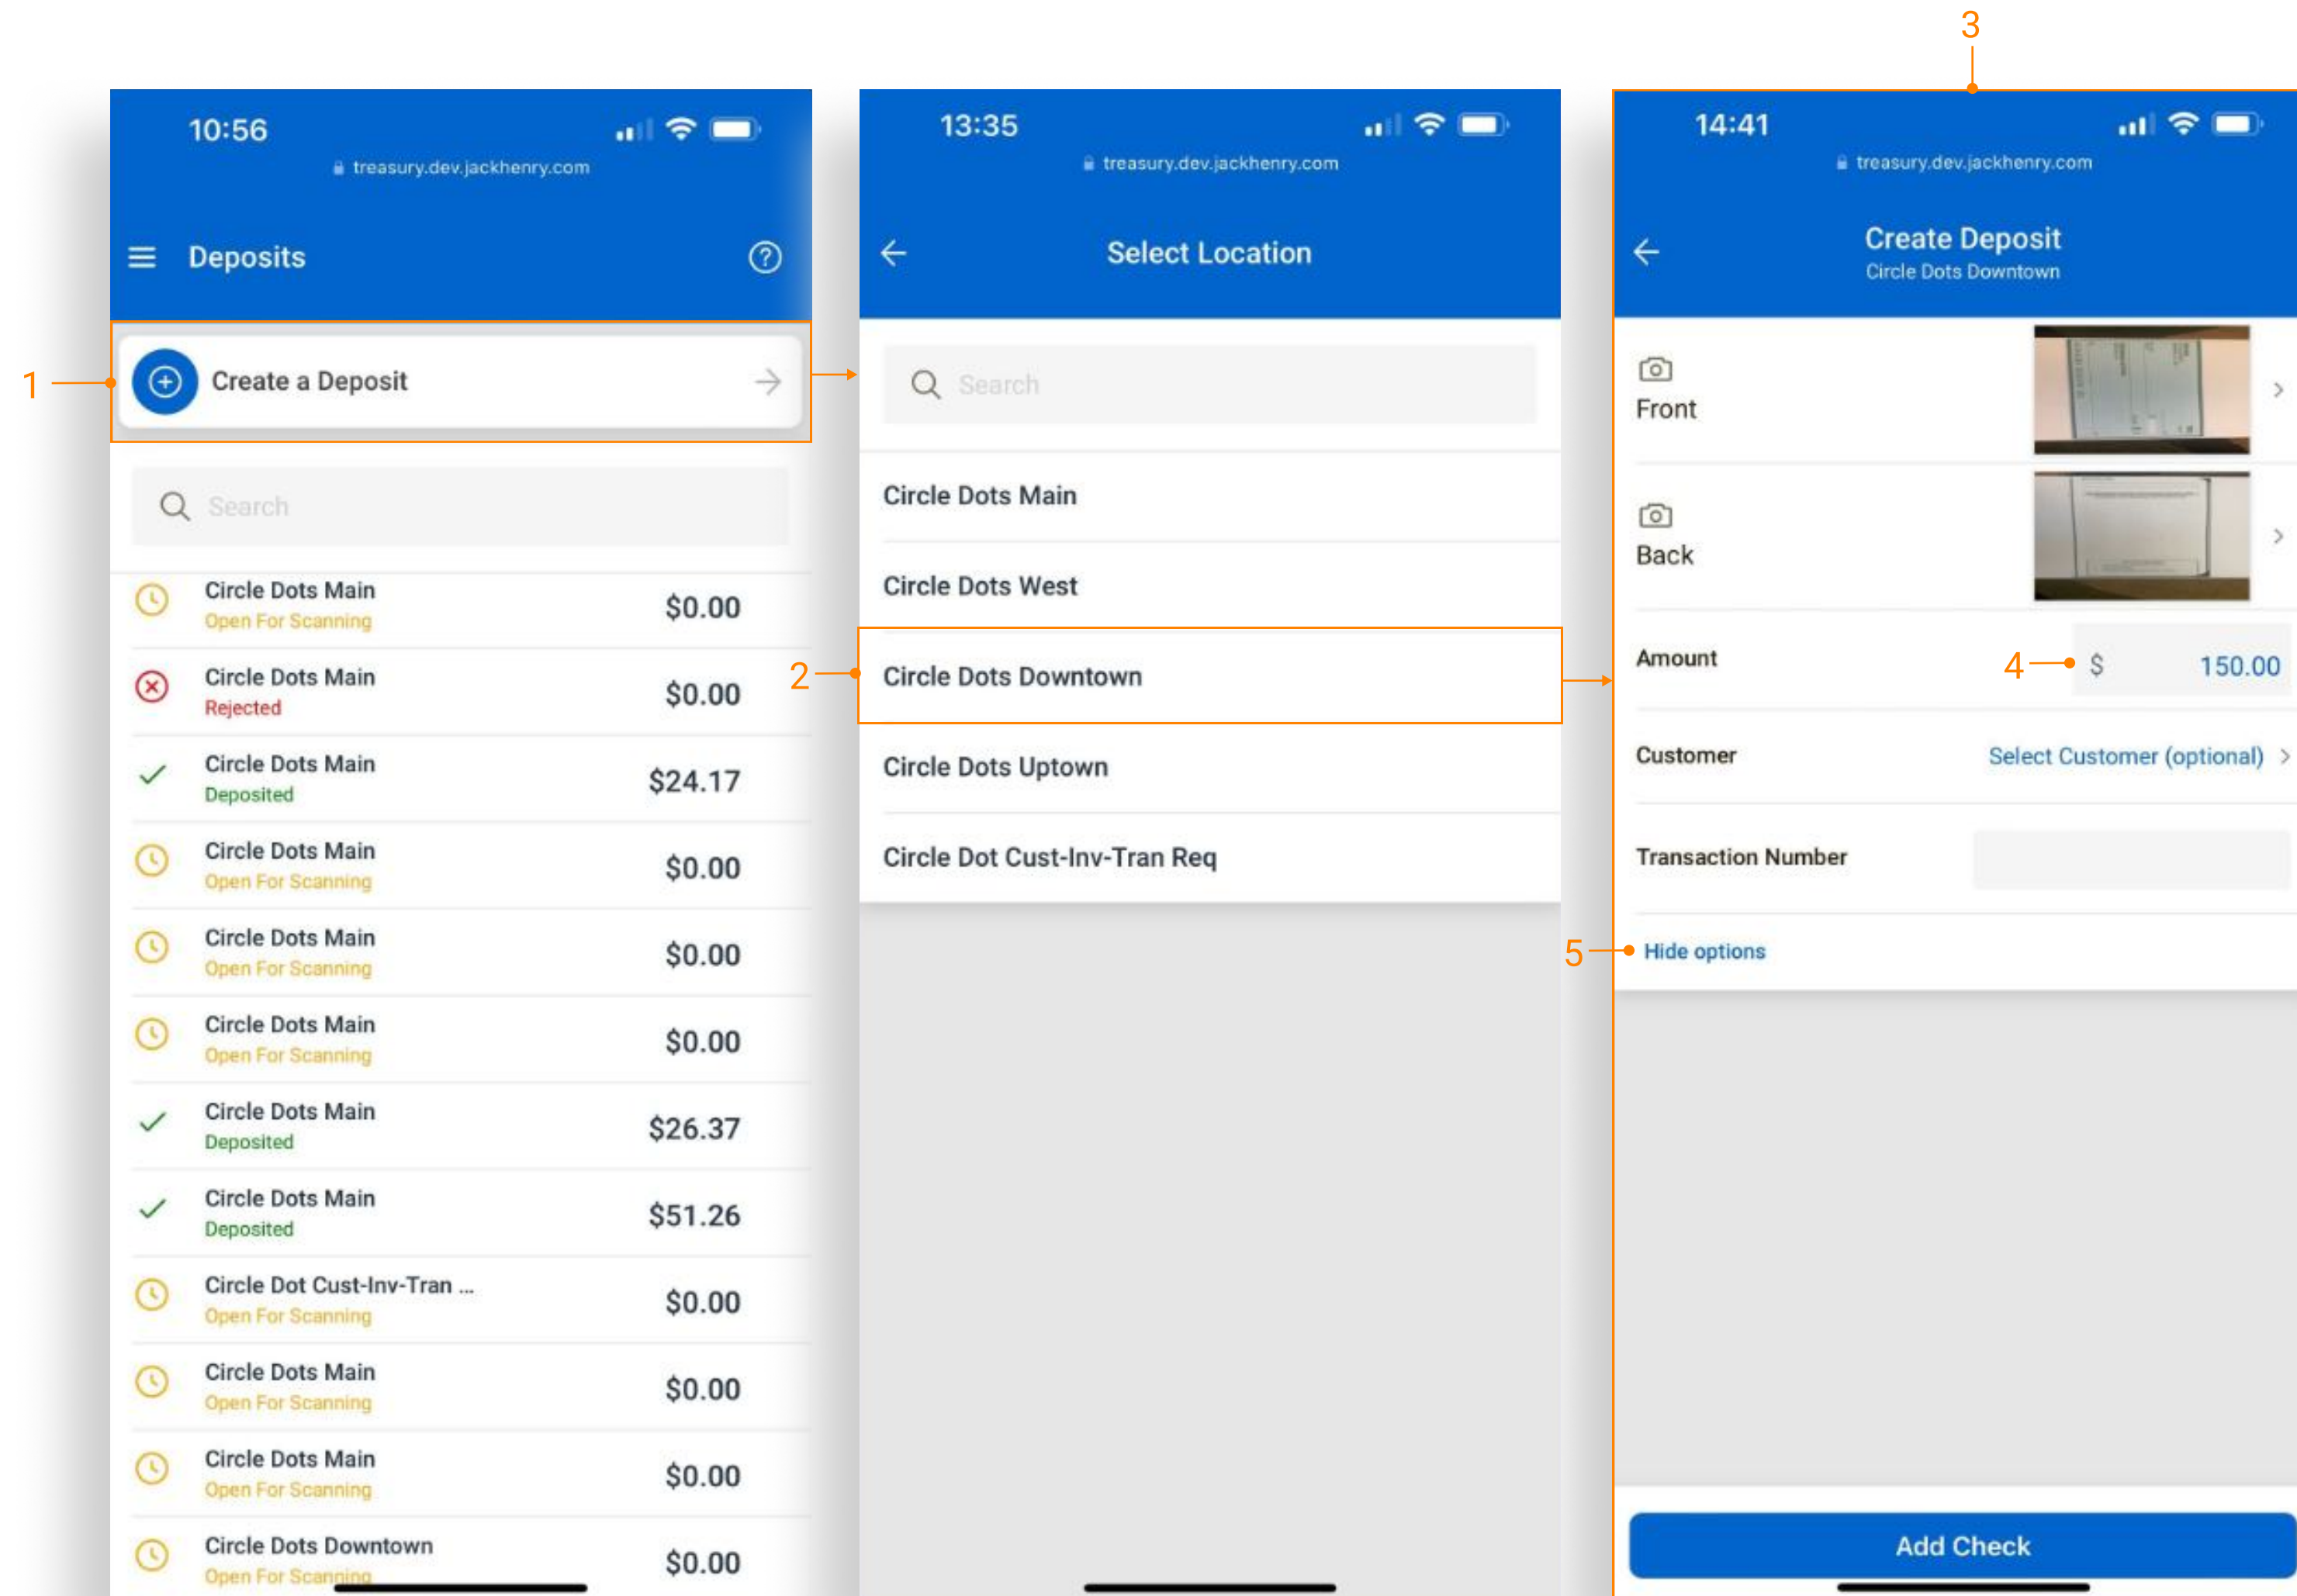 3
10:56
treasury.dev.jackhenry.com
Deposits
1
Create a Deposit
Search
Circle Dots Main
Open For Scanning
$0.00
Circle Dots Main
Rejected
$0.00
Circle Dots Main
Deposited
$24.17
Circle Dots Main
Open For Scanning
$0.00
Circle Dots Main
Open For Scanning
$0.00
Circle Dots Main
Open For Scanning
$0.00
Circle Dots Main
Deposited
$26.37
Circle Dots Main
Deposited
$51.26
Circle Dot Cust-Inv-Tran ...
Open For Scanning
$0.00
Circle Dots Main
Open For Scanning
$0.00
Circle Dots Main
Open For Scanning
$0.00
Circle Dots Downtown
Open For Scanning
$0.00
13:35
treasury.dev.jackhenry.com
Select Location
Search
Circle Dots Main
Circle Dots West
2
Circle Dots Downtown
Circle Dots Uptown
Circle Dot Cust-Inv-Tran Req
14:41
treasury.dev.jackhenry.com
Create Deposit
Circle Dots Downtown
Front
Back
Amount
4
$ 150.00
Customer
Select Customer (optional)
Transaction Number
5
Hide options
Add Check